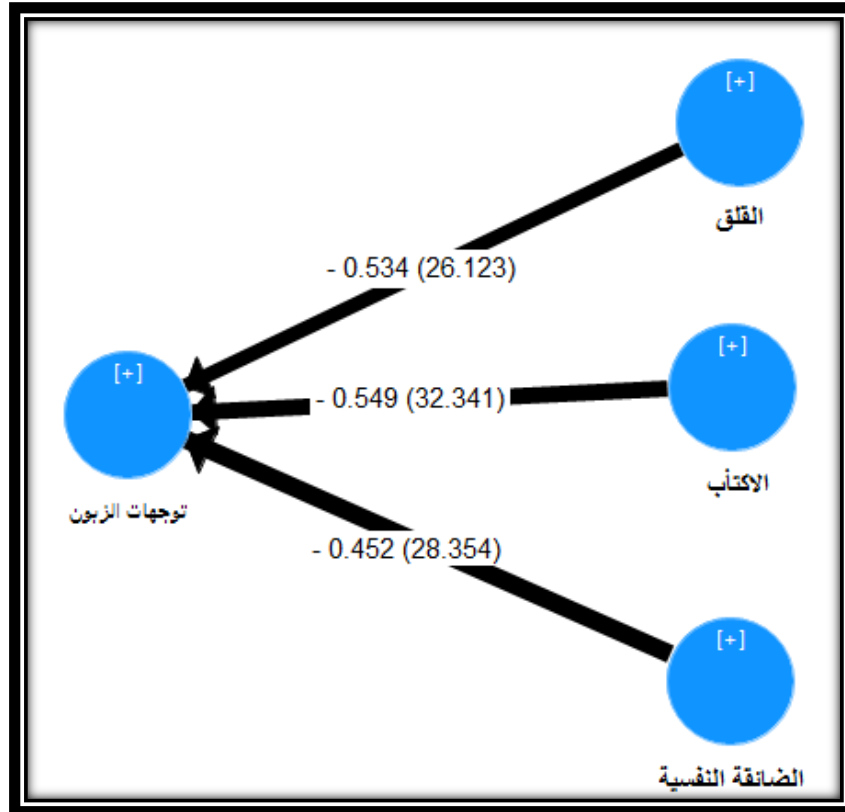 [+]
القلق
- 0.534 (26.123)
[+]
- 0.549 (32.341)
الاكتأب
[+]
توجهات الزبون
- 0.452 (28.354)
[+]
الضائقة النفسية